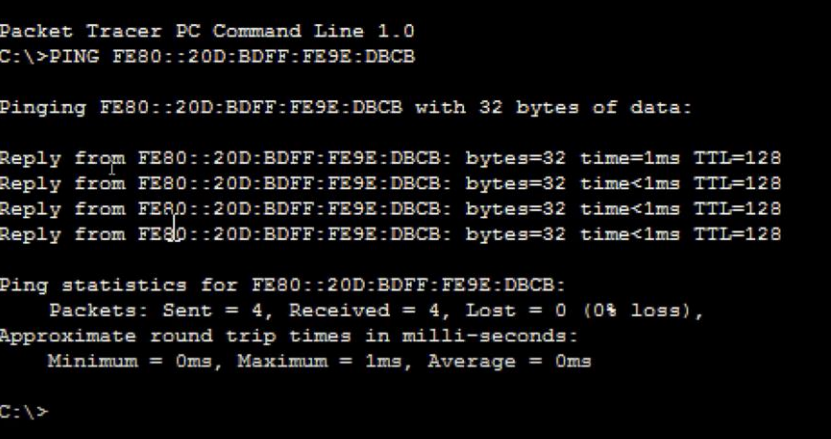 Packet Tracer PC Command Line 1.0
C:\>PING FE80::20D:BDFF:FE9E:DBCB
Pinging FE80::20D:BDFF:FE9E:DBCB with 32 bytes of data:
Reply from FE80::20D:BDFF:FE9E:DBCB: bytes=32 time=1ms TTL=128
Reply from FE80::20D:BDFF:FE9E:DBCB: bytes=32 time<1ms TTL=128
Reply from FE80::20D:BDFF:FE9E:DBCB: bytes=32 time<1ms TTL=128
Reply from FE80::20D:BDFF:FE9E:DBCB: bytes=32 time<1ms TTL=128
Ping statistics for FE80::20D:BDFF:FE9E:DBCB:
Packets: Sent = 4, Received = 4, Lost = 0 (0% loss),
Approximate round trip times in milli-seconds:
Minimum = 0ms, Maximum = 1ms, Average = 0ms
C:\>